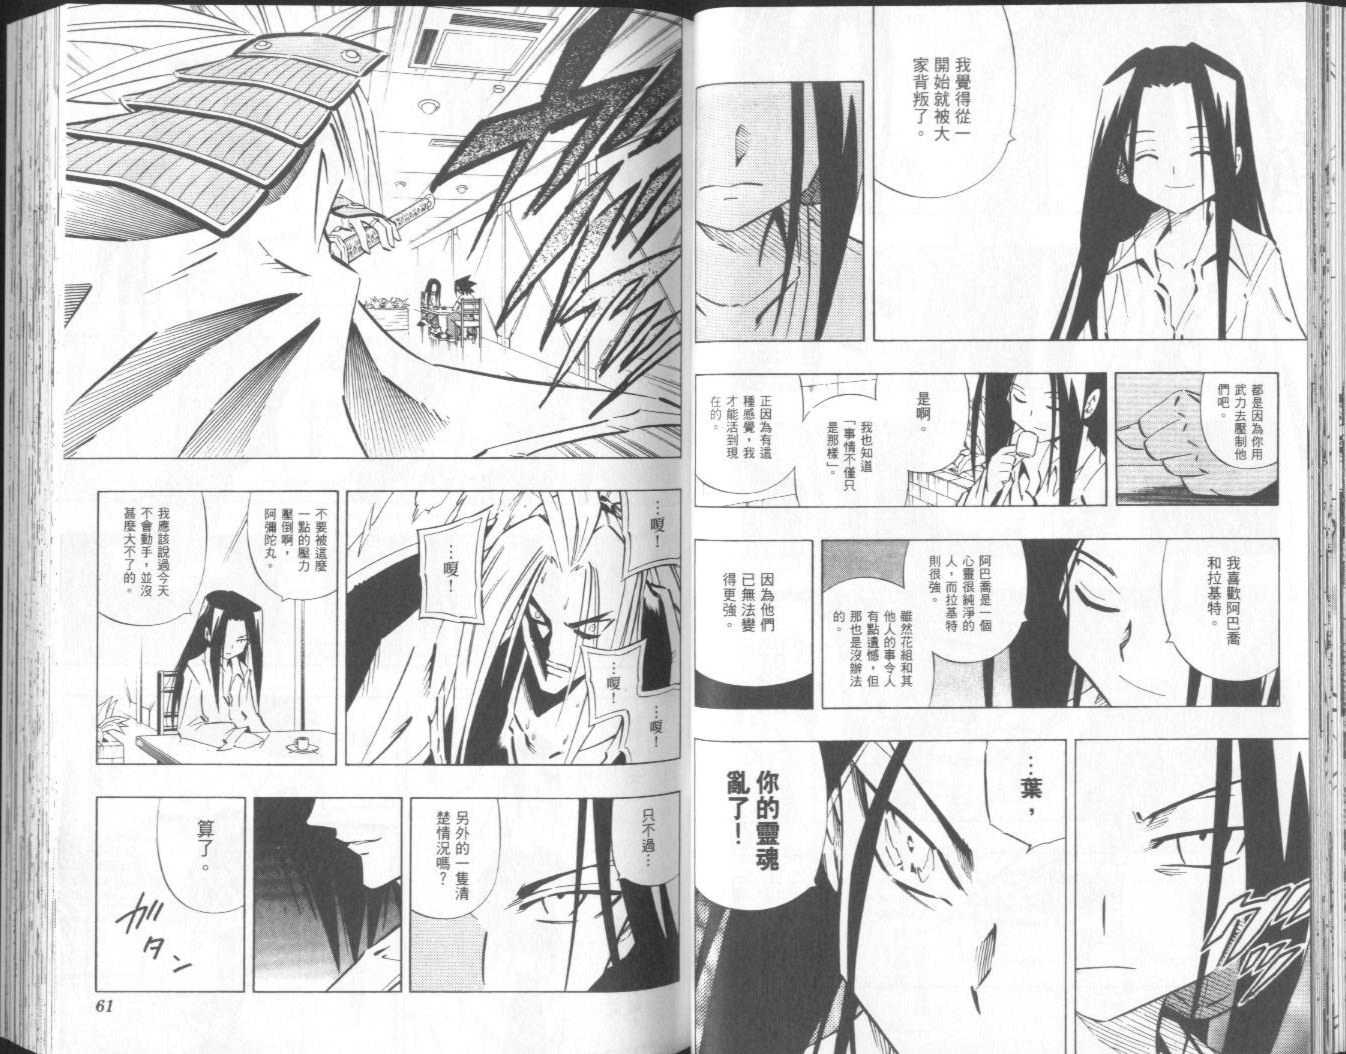 我覺得從一
開始就被大
家背叛了。
都是因為你用
武力去壓制他
們吧。
是啊。
我也知道
「事情不僅只
是那樣」。
正因為有這
種感覺，我
才能活到現
在的。
我喜歡阿巴喬
和拉基特。
阿巴喬是一個
心靈很純淨的
人，而拉基特
則很強。
雖然花組和其
他人的事令人
有點遺憾，但
那也是沒辦法
的。
因為他們
已無法變
得更強。
…葉，
你的靈魂
亂了！
…嗄！
…嗄！
…嗄！
…嗄！
不要被這麼
一點的壓力
壓倒啊，
阿彌陀丸。
我應該說過今天
不會動手，並沒
甚麼大不了的。
只不過…
另外的一隻清
楚情況嗎？
算了。
ガタン
61